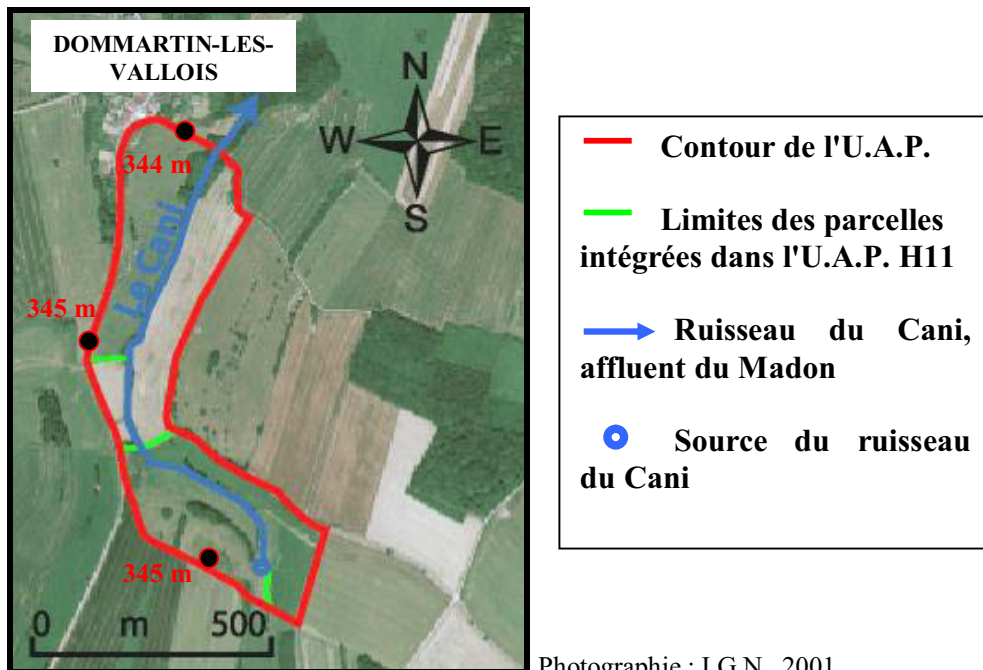 DOMMARTIN-LES-
VALLOIS
N
W
E
S
344 m
Le Cani
345 m
345 m
0 m 500
Contour de l'U.A.P.
Limites des parcelles
intégrées dans l'U.A.P. H11
Ruisseau du Cani,
affluent du Madon
Source du ruisseau
du Cani
Photographie : I.G.N., 2001